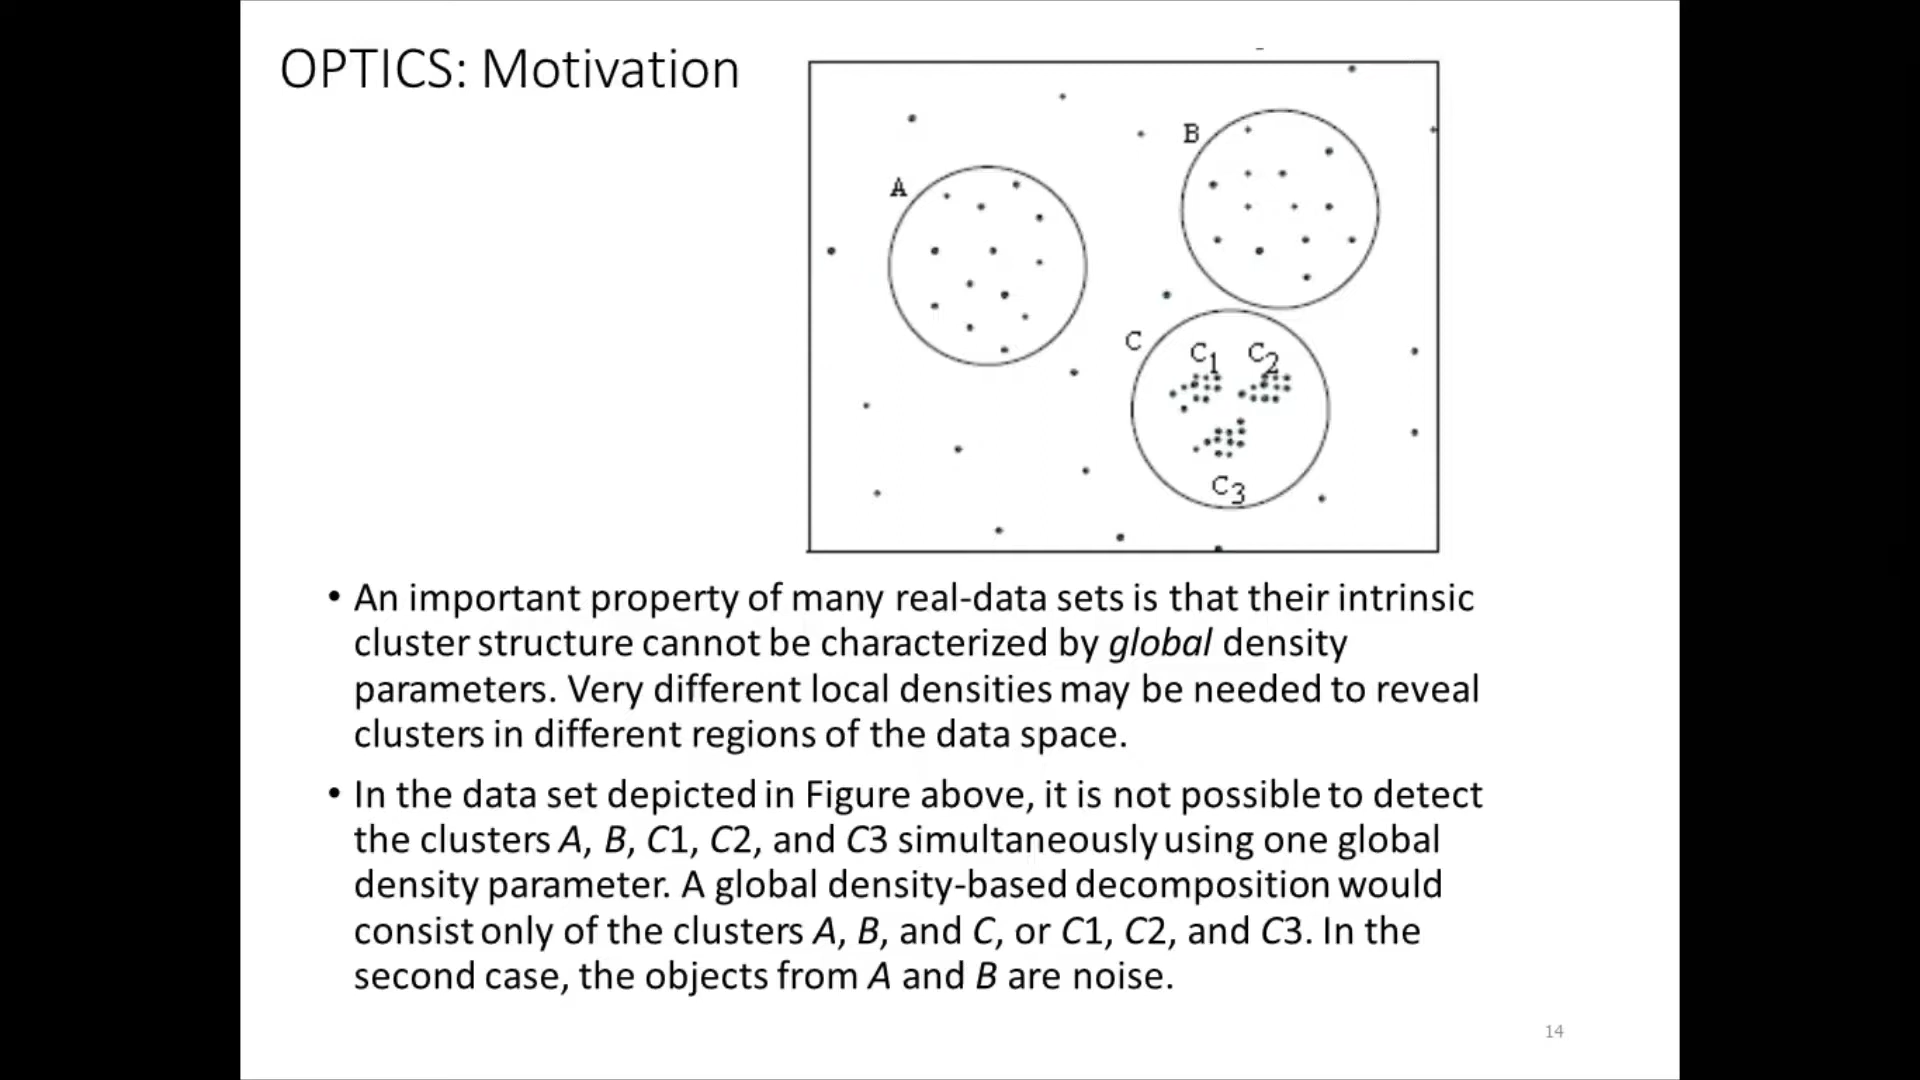 OPTICS: Motivation
B
A
C
C1 C2
C3
• An important property of many real-data sets is that their intrinsic
cluster structure cannot be characterized by global density
parameters. Very different local densities may be needed to reveal
clusters in different regions of the data space.
• In the data set depicted in Figure above, it is not possible to detect
the clusters A, B, C1, C2, and C3 simultaneously using one global
density parameter. A global density-based decomposition would
consist only of the clusters A, B, and C, or C1, C2, and C3. In the
second case, the objects from A and B are noise.
14